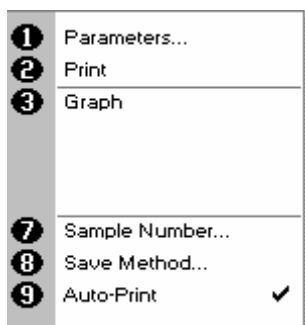 1 Parameters...
2 Print
3 Graph
7 Sample Number...
8 Save Method...
9 Auto-Print ✔